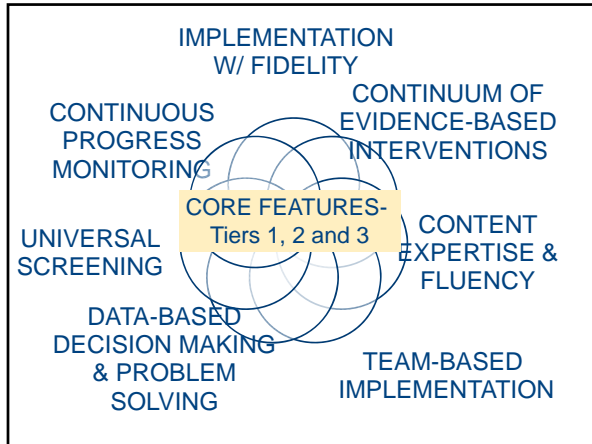 IMPLEMENTATION
W/ FIDELITY
CONTINUUM OF
EVIDENCE-BASED
INTERVENTIONS
CONTINUOUS
PROGRESS
MONITORING
CORE FEATURES-
Tiers 1, 2 and 3
CONTENT
EXPERTISE &
FLUENCY
UNIVERSAL
SCREENING
DATA-BASED
DECISION MAKING
& PROBLEM
SOLVING
TEAM-BASED
IMPLEMENTATION